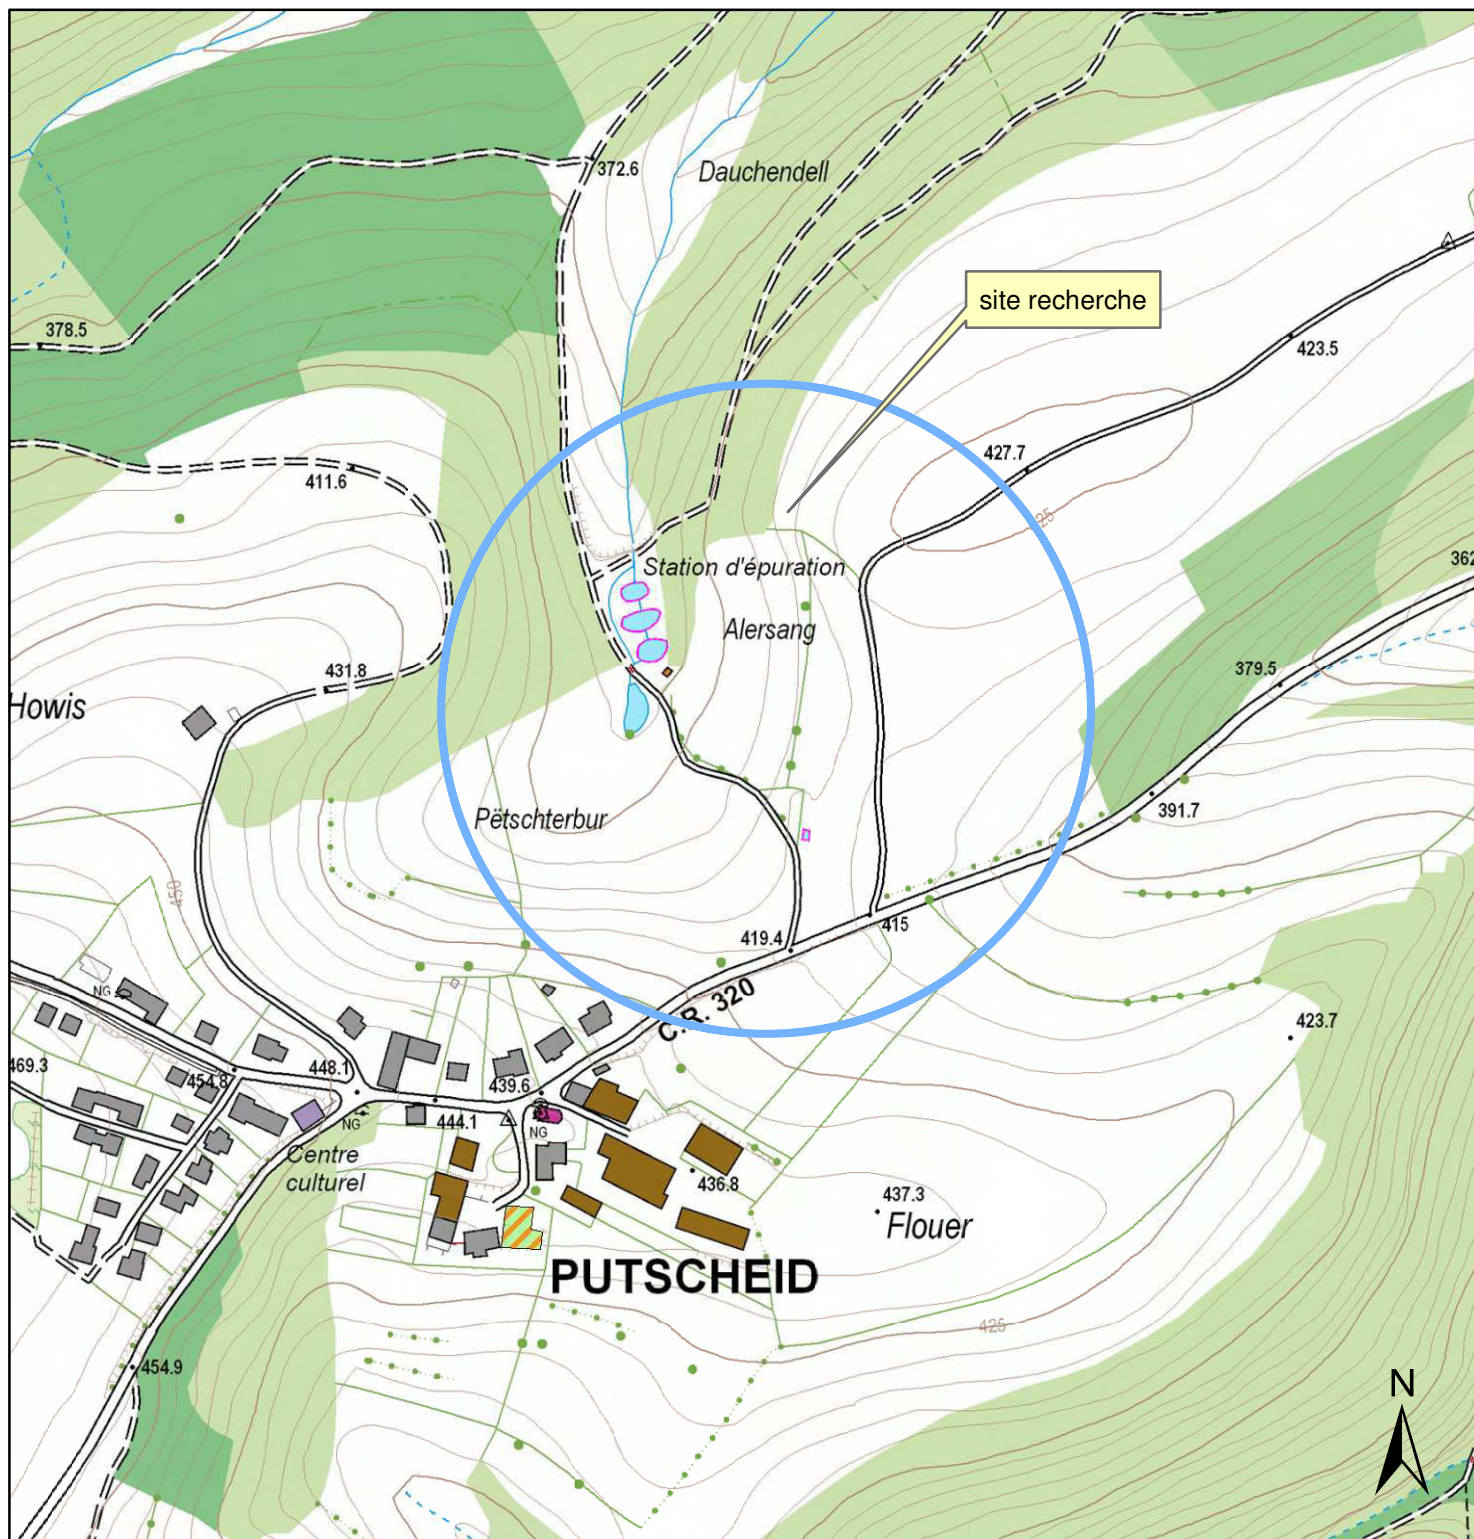 372.6
Dauchendell
site recherche
378.5
423.5
427.7
411.6
25
362
Station d'épuration
Alersang
431.8
379.5
Howis
391.7
Pëtschterbur
450
415
419.4
NG
C.R. 320
423.7
469.3
454.8
448.1
439.6
NG
444.1
NG
Centre
culturel
436.8
437.3
Flouer
PUTSCHEID
425
454.9
N